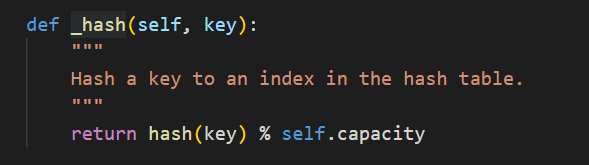 def _hash(self, key):
"""
Hash a key to an index in the hash table.
"""
return hash(key) % self.capacity